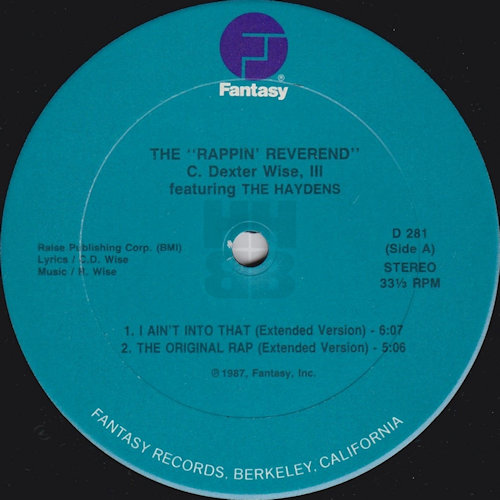 Fantasy®
THE "RAPPIN' REVEREND"
C. Dexter Wise, III
featuring THE HAYDENS
Raise Publishing Corp. (BMI)
Lyrics / C.D. Wise
Music / R. Wise
D 281
(Side A)
STEREO
33⅓ RPM
1. I AIN'T INTO THAT (Extended Version) - 6:07
2. THE ORIGINAL RAP (Extended Version) - 5:06
℗ 1987, Fantasy, Inc.
FANTASY RECORDS, BERKELEY, CALIFORNIA